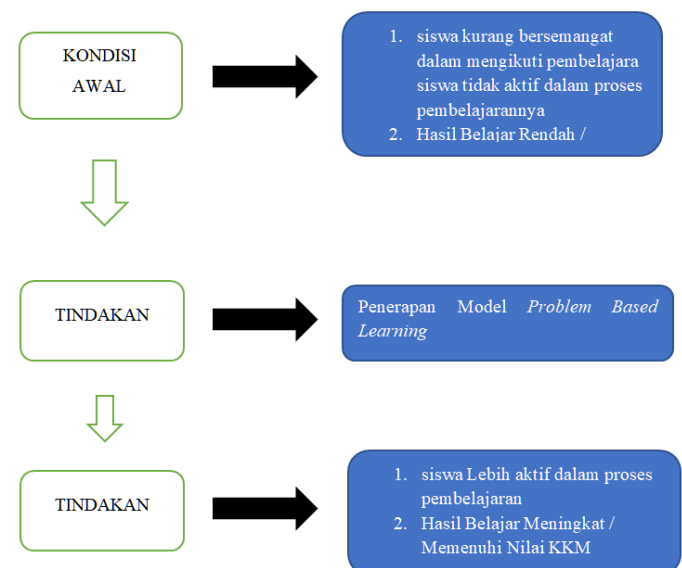 KONDISI
AWAL
1. siswa kurang bersemangat
dalam mengikuti pembelajara
siswa tidak aktif dalam proses
pembelajarannya
2. Hasil Belajar Rendah /
TINDAKAN
Penerapan Model Problem Based
Learning
TINDAKAN
1. siswa Lebih aktif dalam proses
pembelajaran
2. Hasil Belajar Meningkat /
Memenuhi Nilai KKM